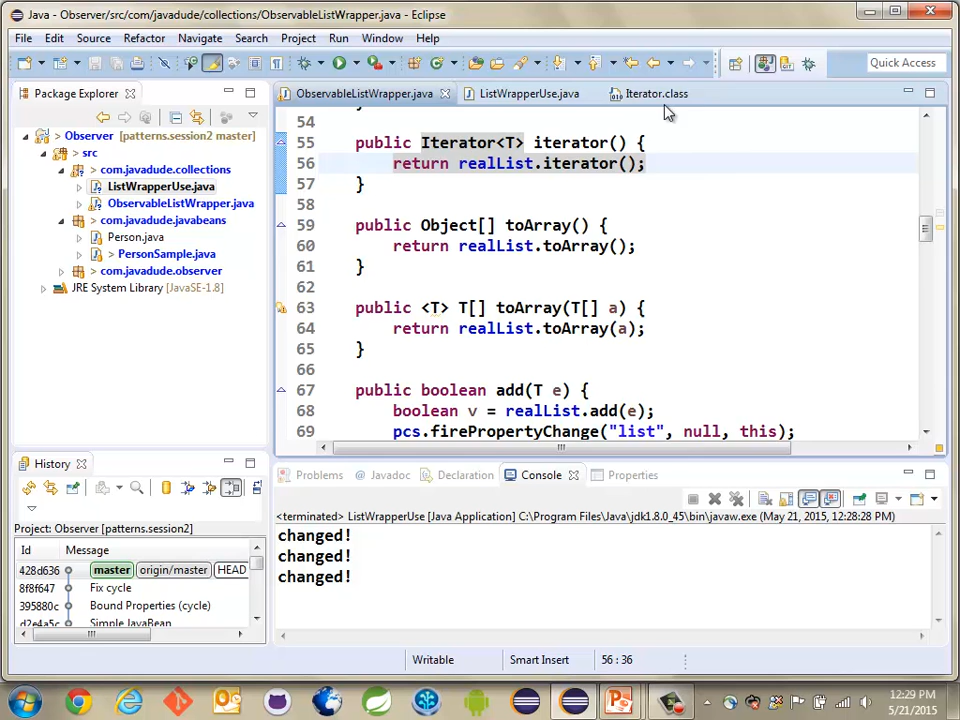 Java - Observer/src/com/javadude/collections/ObservableListWrapper.java - Eclipse
File Edit Source Refactor Navigate Search Project Run Window Help
Quick Access
Package Explorer
ObservableListWrapper.java ListWrapperUse.java Iterator.class
Observer [patterns.session2 master]
> src
> com.javadude.collections
> ListWrapperUse.java
> ObservableListWrapper.java
> com.javadude.javabeans
Person.java
> PersonSample.java
> com.javadude.observer
JRE System Library [JavaSE-1.8]
54
55 public Iterator<T> iterator() {
56 return realList.iterator();
57 }
58
59 public Object[] toArray() {
60 return realList.toArray();
61 }
62
63 public <T> T[] toArray(T[] a) {
64 return realList.toArray(a);
65 }
66
67 public boolean add(T e) {
68 boolean v = realList.add(e);
69 pcs.firePropertyChange("list", null, this);
History
Project: Observer [patterns.session2]
Id Message
428d636 master origin/master HEAD
8f8f647 Fix cycle
395880c Bound Properties (cycle)
d2e4a5c Simple JavaBean
Problems @ Javadoc Declaration Console Properties
<terminated> ListWrapperUse [Java Application] C:\Program Files\Java\jdk1.8.0_45\bin\javaw.exe (May 21, 2015, 12:28:28 PM)
changed!
changed!
changed!
Writable Smart Insert 56 : 36
12:29 PM
5/21/2015